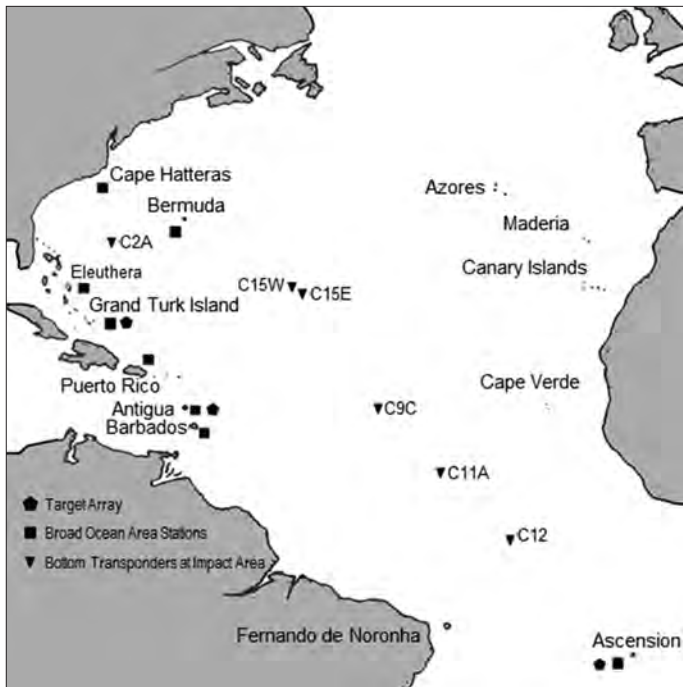 Cape Hatteras
Bermuda
Azores
Maderia
C2A
Eleuthera
C15W
C15E
Canary Islands
Grand Turk Island
Puerto Rico
Cape Verde
Antigua
C9C
Barbados
C11A
Target Array
Broad Ocean Area Stations
C12
Bottom Transponders at Impact Area
Fernando de Noronha
Ascension